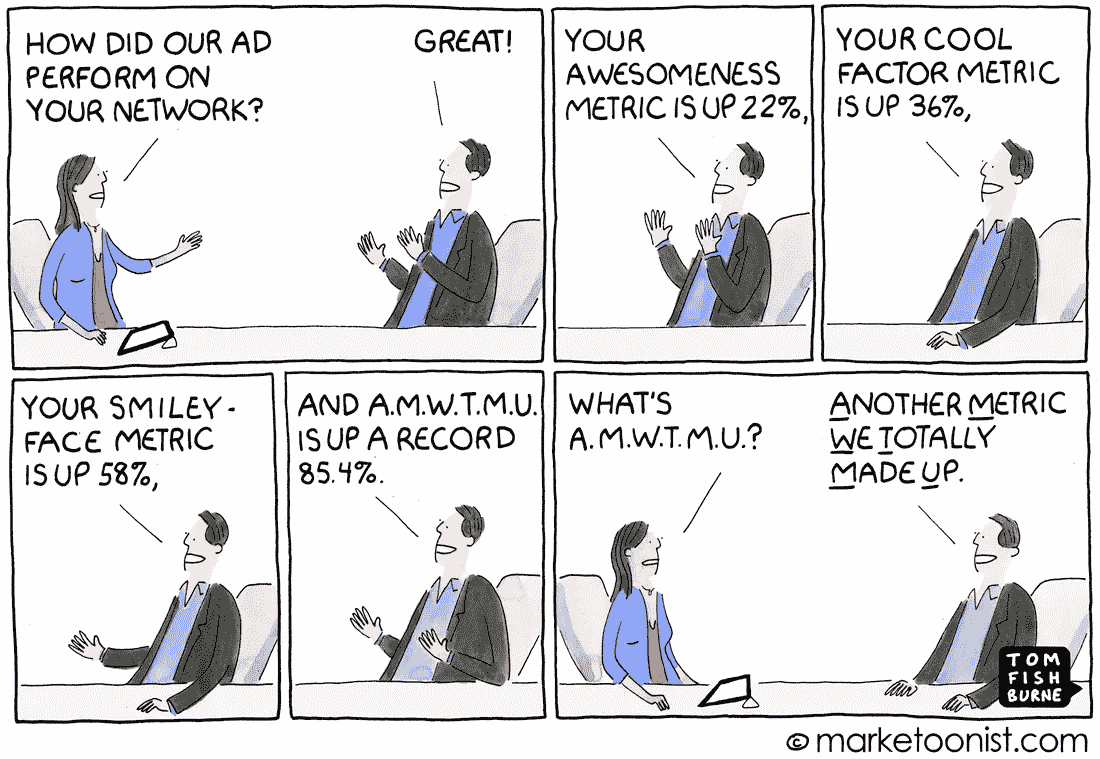 HOW DID OUR AD
PERFORM ON
YOUR NETWORK?
GREAT!
YOUR
AWESOMENESS
METRIC IS UP 22%,
YOUR COOL
FACTOR METRIC
IS UP 36%,
YOUR SMILEY-
FACE METRIC
IS UP 58%,
AND A.M.W.T.M.U.
IS UP A RECORD
85.4%.
WHAT'S
A.M.W.T.M.U.?
ANOTHER METRIC
WE TOTALLY
MADE UP.
TOM
FISH
BURNE
© marketoonist.com